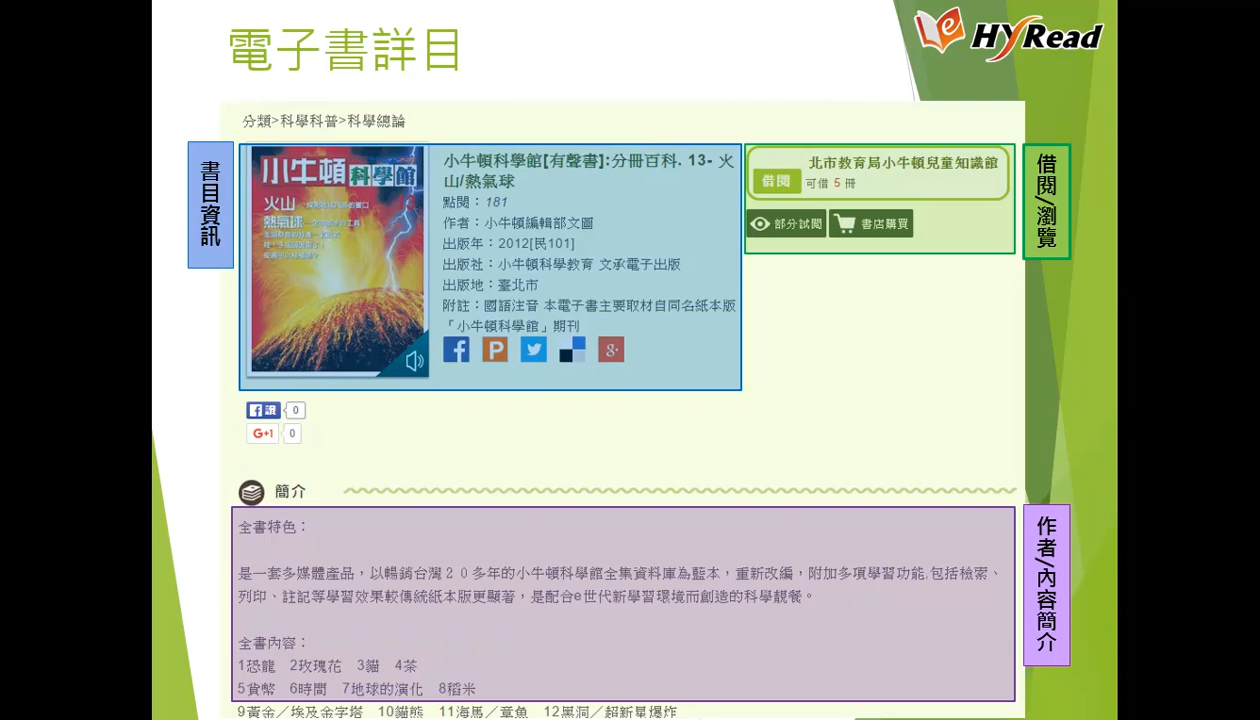 電子書詳目
HyRead
分類>科學科普>科學總論
書目資訊
小牛頓科學館
火山
熱氣球
小牛頓科學館[有聲書]:分冊百科. 13- 火
山/熱氣球
點閱：181
作者：小牛頓編輯部文圖
出版年：2012[民101]
出版社：小牛頓科學教育 文承電子出版
出版地：臺北市
附註：國語注音 本電子書主要取材自同名紙本版
「小牛頓科學館」期刊
北市教育局小牛頓兒童知識館
借閱 可借 5 冊
部分試閱 書店購買
借閱/瀏覽
讚 0
G+1 0
簡介
全書特色：
是一套多媒體產品，以暢銷台灣２０多年的小牛頓科學館全集資料庫為藍本，重新改編，附加多項學習功能,包括檢索、
列印、註記等學習效果較傳統紙本版更顯著，是配合e世代新學習環境而創造的科學靚餐。
全書內容：
1恐龍 2玫瑰花 3貓 4茶
5貨幣 6時間 7地球的演化 8稻米
9黃金／埃及金字塔 10貓熊 11海馬／章魚 12黑洞／超新星爆炸
作者/內容簡介